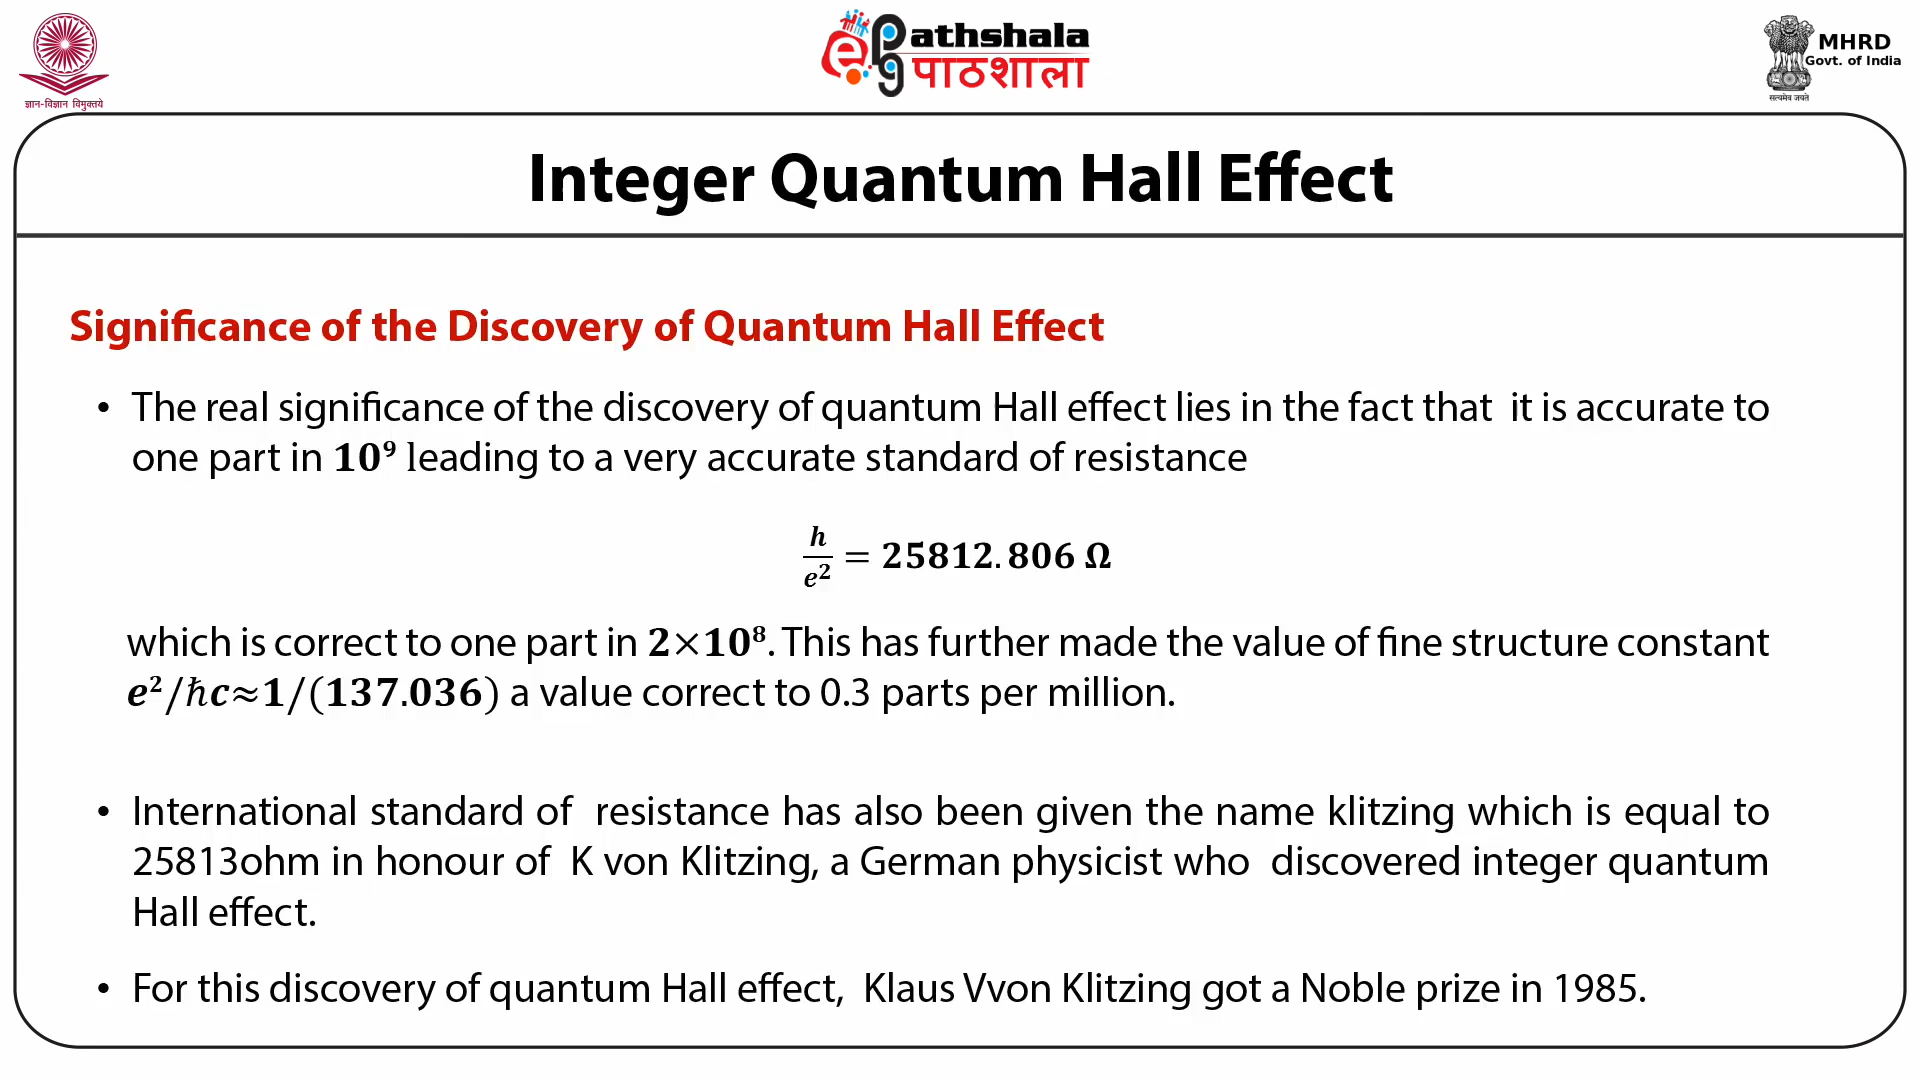 ज्ञान-विज्ञान विमुक्तये
ePathshala
पाठशाला
MHRD
Govt. of India
सत्यमेव जयते
Integer Quantum Hall Effect
Significance of the Discovery of Quantum Hall Effect
• The real significance of the discovery of quantum Hall effect lies in the fact that it is accurate to
one part in 10⁹ leading to a very accurate standard of resistance
h/e² = 25812.806 Ω
which is correct to one part in 2×10⁸. This has further made the value of fine structure constant
e²/ℏc≈1/(137.036) a value correct to 0.3 parts per million.
• International standard of resistance has also been given the name klitzing which is equal to
25813ohm in honour of K von Klitzing, a German physicist who discovered integer quantum
Hall effect.
• For this discovery of quantum Hall effect, Klaus Vvon Klitzing got a Noble prize in 1985.